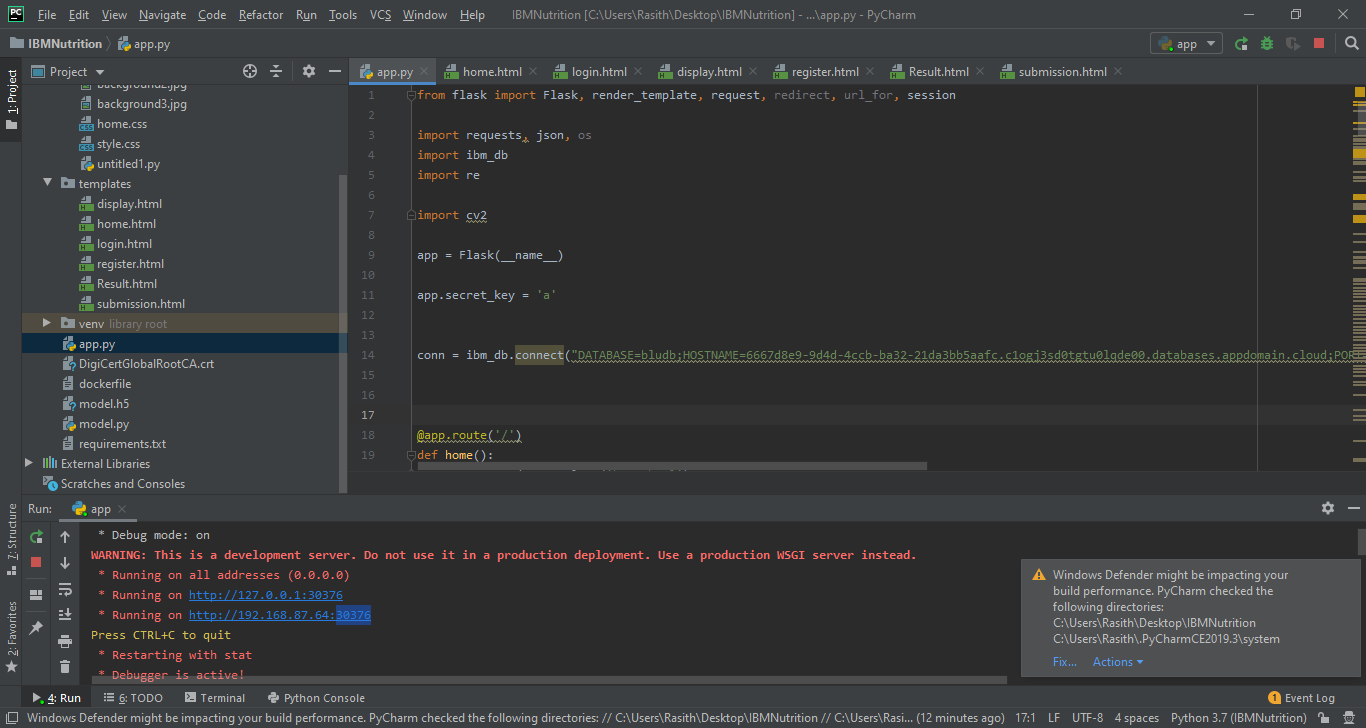 PC File Edit View Navigate Code Refactor Run Tools VCS Window Help IBMNutrition [C:\Users\Rasith\Desktop\IBMNutrition] - ...\app.py - PyCharm
IBMNutrition app.py app
1: Project
Project
app.py home.html login.html display.html register.html Result.html submission.html
background2.jpg
background3.jpg
home.css
style.css
untitled1.py
templates
display.html
home.html
login.html
register.html
Result.html
submission.html
venv library root
app.py
DigiCertGlobalRootCA.crt
dockerfile
model.h5
model.py
requirements.txt
External Libraries
Scratches and Consoles
1 from flask import Flask, render_template, request, redirect, url_for, session
2
3 import requests, json, os
4 import ibm_db
5 import re
6
7 import cv2
8
9 app = Flask(__name__)
10
11 app.secret_key = 'a'
12
13
14 conn = ibm_db.connect("DATABASE=bludb;HOSTNAME=6667d8e9-9d4d-4ccb-ba32-21da3bb5aafc.c1ogj3sd0tgtu0lqde00.databases.appdomain.cloud;PORT
15
16
17
18 @app.route('/')
19 def home():
Run: app
7: Structure
2: Favorites
* Debug mode: on
WARNING: This is a development server. Do not use it in a production deployment. Use a production WSGI server instead.
* Running on all addresses (0.0.0.0)
* Running on http://127.0.0.1:30376
* Running on http://192.168.87.64:30376
Press CTRL+C to quit
* Restarting with stat
* Debugger is active!
Windows Defender might be impacting your
build performance. PyCharm checked the
following directories:
C:\Users\Rasith\Desktop\IBMNutrition
C:\Users\Rasith\.PyCharmCE2019.3\system
Fix... Actions
4: Run 6: TODO Terminal Python Console 1 Event Log
Windows Defender might be impacting your build performance. PyCharm checked the following directories: // C:\Users\Rasith\Desktop\IBMNutrition // C:\Users\Rasi... (12 minutes ago) 17:1 LF UTF-8 4 spaces Python 3.7 (IBMNutrition)